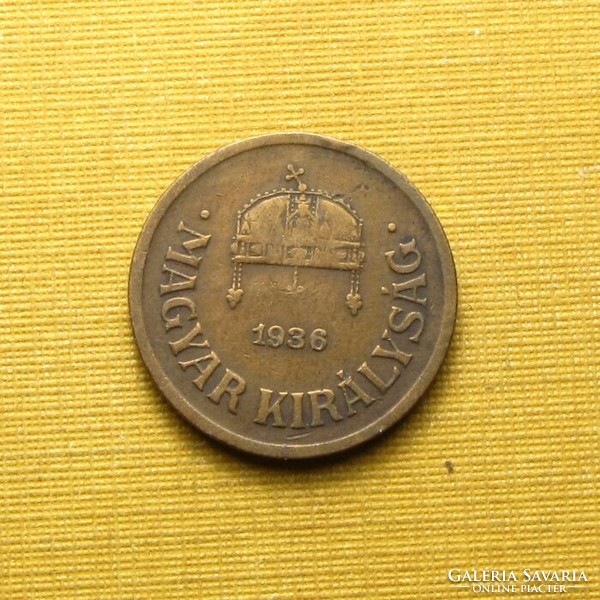 1936
· MAGYAR KIRÁLYSÁG ·
GALÉRIA SAVARIA
ONLINE PIACTÉR